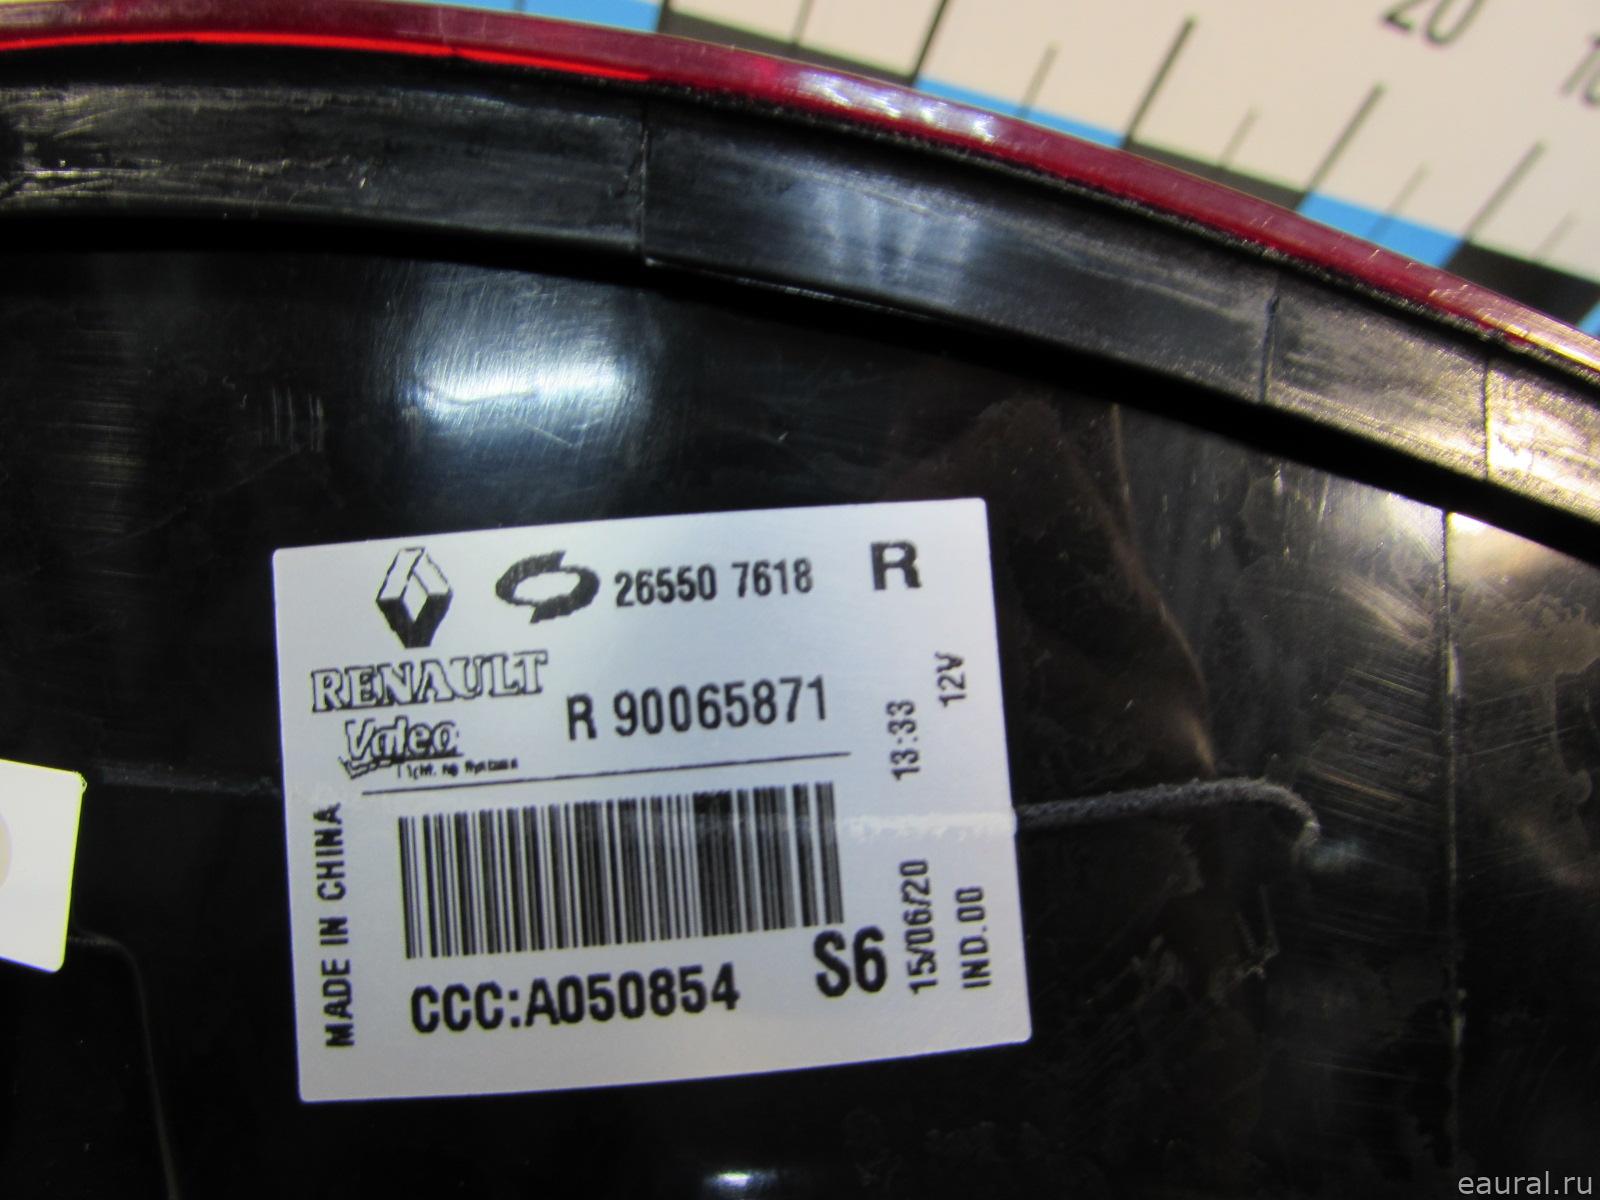 20
10
26550 7618 R
RENAULT
Valeo
R 90065871
13:33 12V
MADE IN CHINA
CCC:A050854
S6
15/06/20
IND.00
eaural.ru